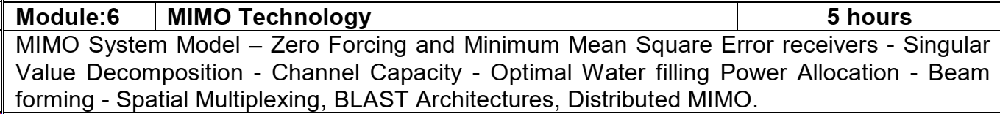 Module:6 MIMO Technology 5 hours
MIMO System Model – Zero Forcing and Minimum Mean Square Error receivers - Singular
Value Decomposition - Channel Capacity - Optimal Water filling Power Allocation - Beam
forming - Spatial Multiplexing, BLAST Architectures, Distributed MIMO.